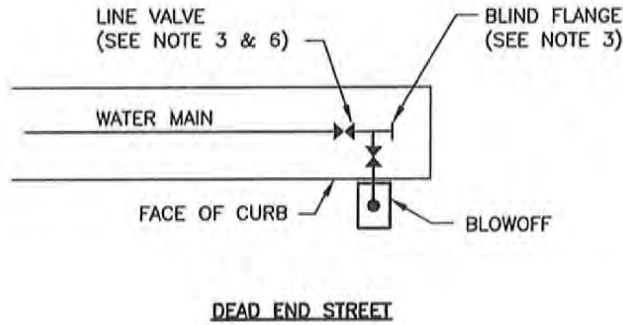 LINE VALVE
(SEE NOTE 3 & 6)
BLIND FLANGE
(SEE NOTE 3)
WATER MAIN
FACE OF CURB
BLOWOFF
DEAD END STREET